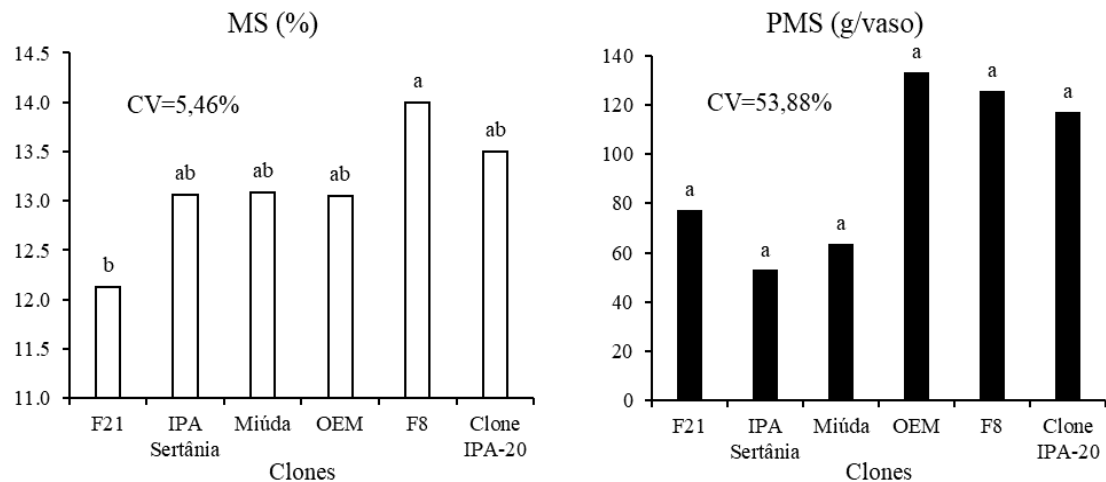 MS (%)
14.5
14.0
13.5
13.0
12.5
12.0
11.5
11.0
CV=5,46%
b
ab
ab
ab
a
ab
F21
IPA
Sertânia
Miúda
OEM
F8
Clone
IPA-20
Clones
PMS (g/vaso)
140
120
100
80
60
40
20
0
CV=53,88%
a
a
a
a
a
a
F21
IPA
Sertânia
Miúda
OEM
F8
Clone
IPA-20
Clones